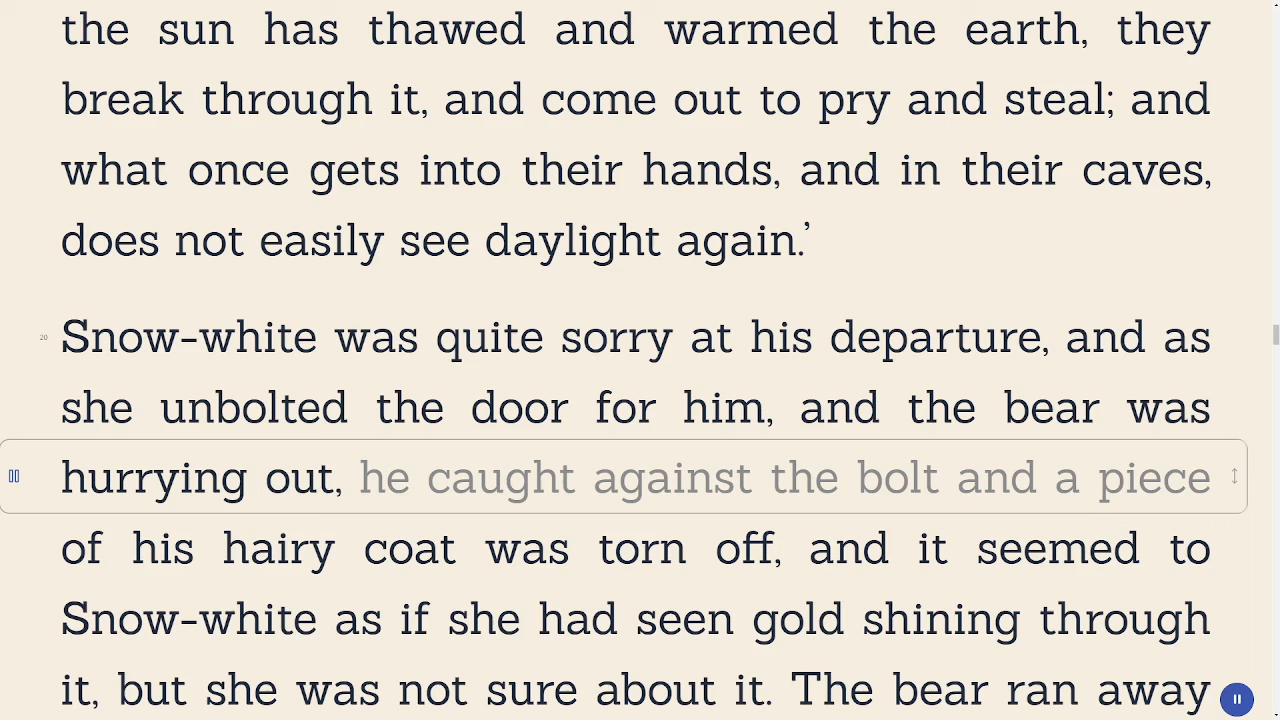 the sun has thawed and warmed the earth, they
break through it, and come out to pry and steal; and
what once gets into their hands, and in their caves,
does not easily see daylight again.’
20
Snow-white was quite sorry at his departure, and as
she unbolted the door for him, and the bear was
hurrying out, he caught against the bolt and a piece
of his hairy coat was torn off, and it seemed to
Snow-white as if she had seen gold shining through
it, but she was not sure about it. The bear ran away